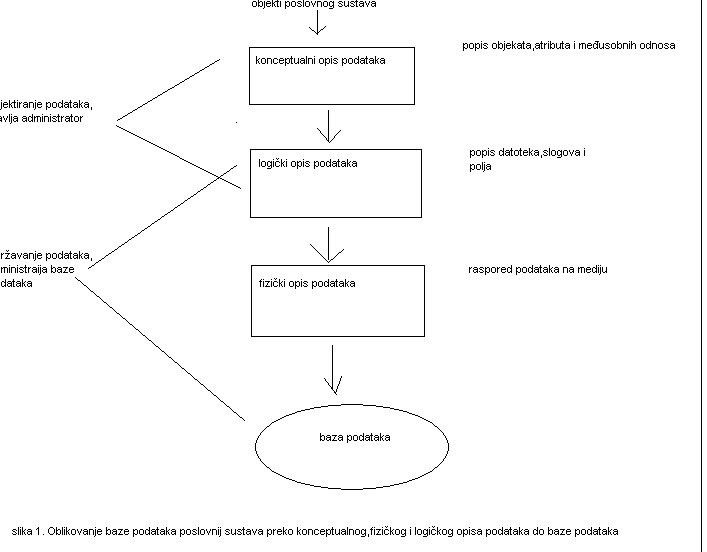 objekti poslovnog sustava
konceptualni opis podataka
popis objekata,atributa i međusobnih odnosa
jektiranje podataka,
avlja administrator
logički opis podataka
popis datoteka,slogova i
polja
ržavanje podataka,
ministraija baze
dataka
fizički opis podataka
raspored podataka na mediju
baza podataka
slika 1. Oblikovanje baze podataka poslovnij sustava preko konceptualnog,fizičkog i logičkog opisa podataka do baze podataka